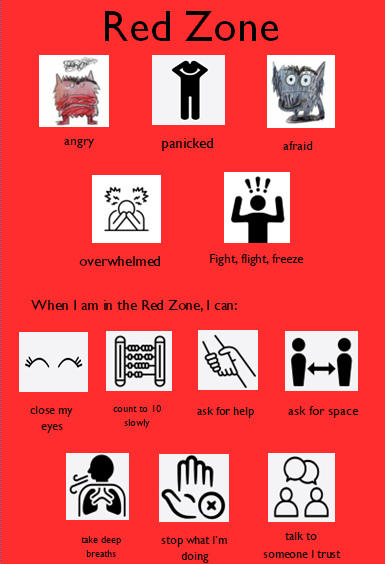 Red Zone
angry
panicked
afraid
overwhelmed
Fight, flight, freeze
When I am in the Red Zone, I can:
close my
eyes
count to 10
slowly
ask for help
ask for space
take deep
breaths
stop what I'm
doing
talk to
someone I trust